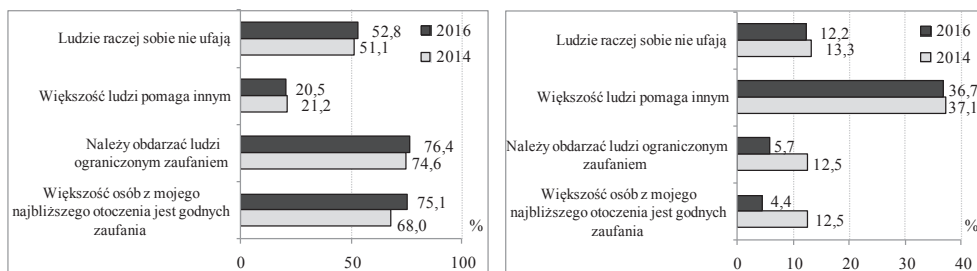 Ludzie raczej sobie nie ufają
52,8
51,1
2016
2014
Większość ludzi pomaga innym
20,5
21,2
Należy obdarzać ludzi
ograniczonym zaufaniem
76,4
74,6
Większość osób z mojego
najbliższego otoczenia jest godnych
zaufania
75,1
68,0
%
0
50
100
Ludzie raczej sobie nie ufają
12,2
13,3
2016
2014
Większość ludzi pomaga innym
36,7
37,1
Należy obdarzać ludzi ograniczonym
zaufaniem
5,7
12,5
Większość osób z mojego
najbliższego otoczenia jest godnych
zaufania
4,4
12,5
%
0
10
20
30
40